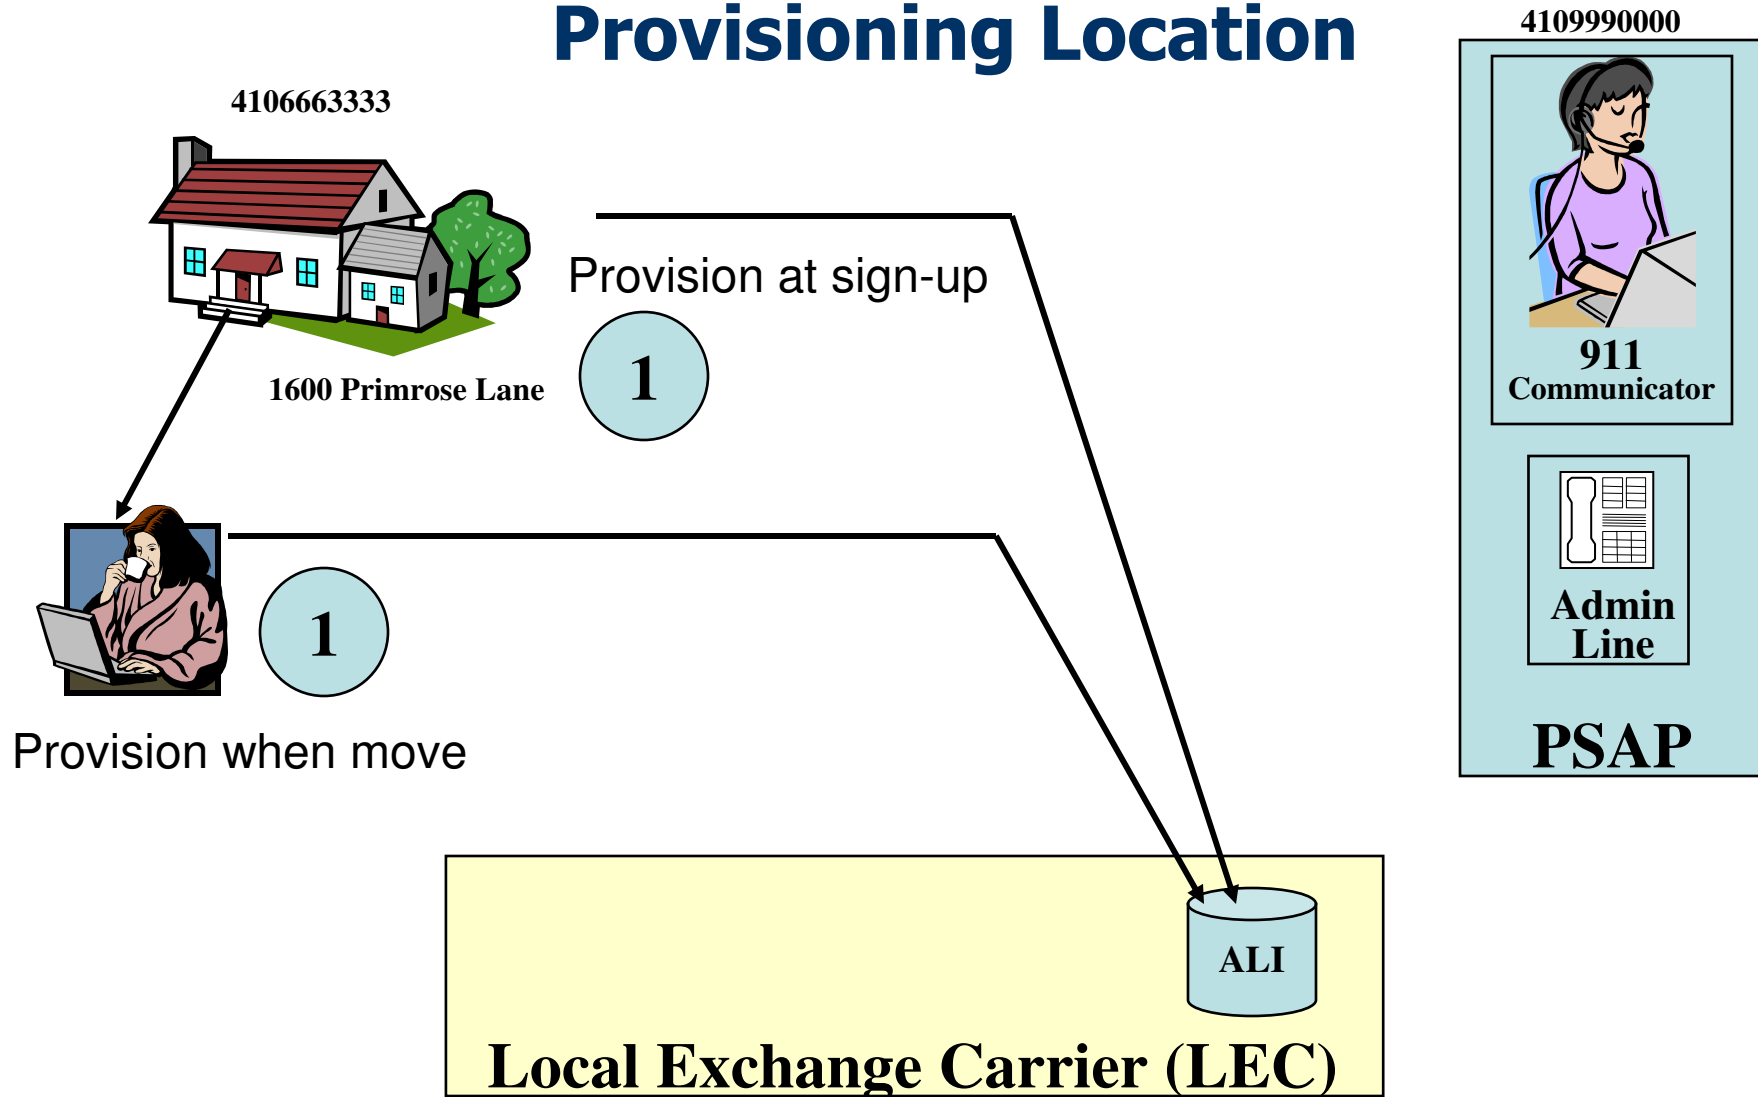 Provisioning Location
4109990000
4106663333
Provision at sign-up
1
1600 Primrose Lane
911
Communicator
Admin
Line
PSAP
1
Provision when move
ALI
Local Exchange Carrier (LEC)